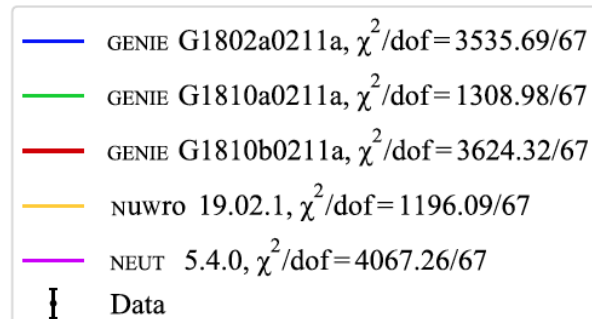 GENIE G1802a0211a, χ²/dof=3535.69/67
GENIE G1810a0211a, χ²/dof=1308.98/67
GENIE G1810b0211a, χ²/dof=3624.32/67
NUWRO 19.02.1, χ²/dof=1196.09/67
NEUT 5.4.0, χ²/dof=4067.26/67
Data